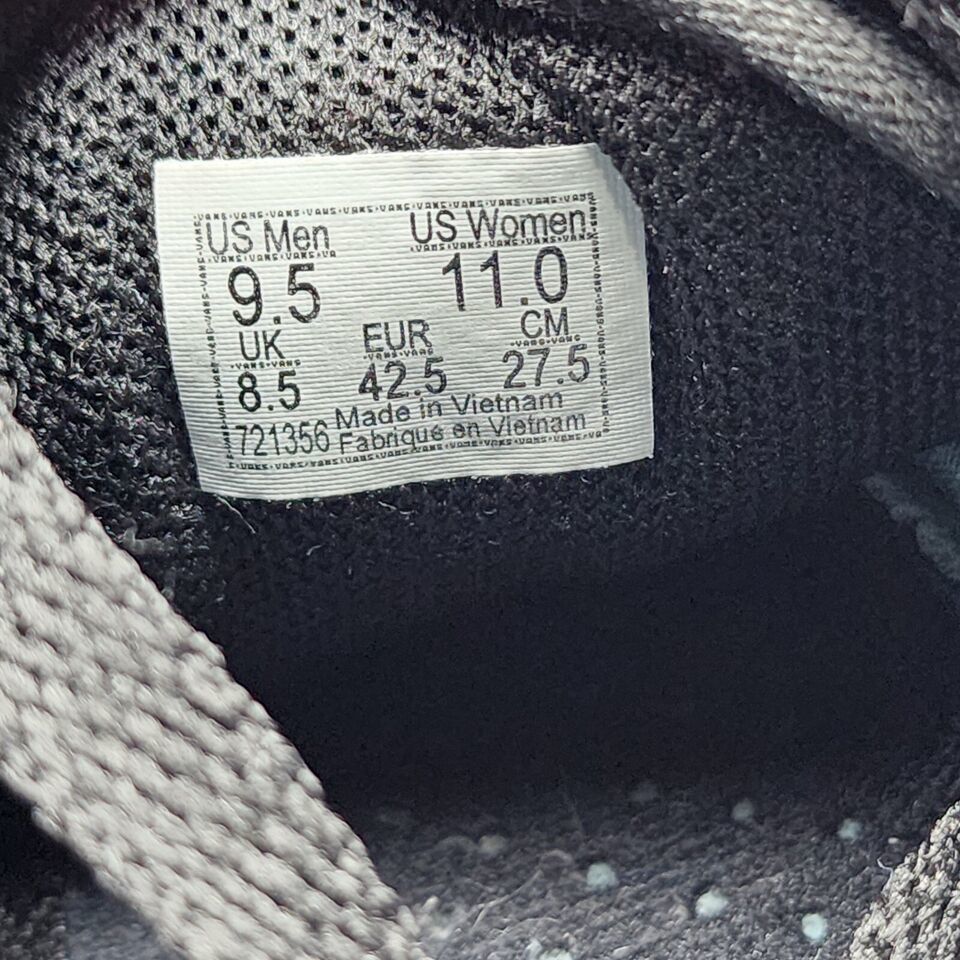 US Men US Women
9.5 11.0
UK EUR CM
8.5 42.5 27.5
Made in Vietnam
721356 Fabriqué en Vietnam